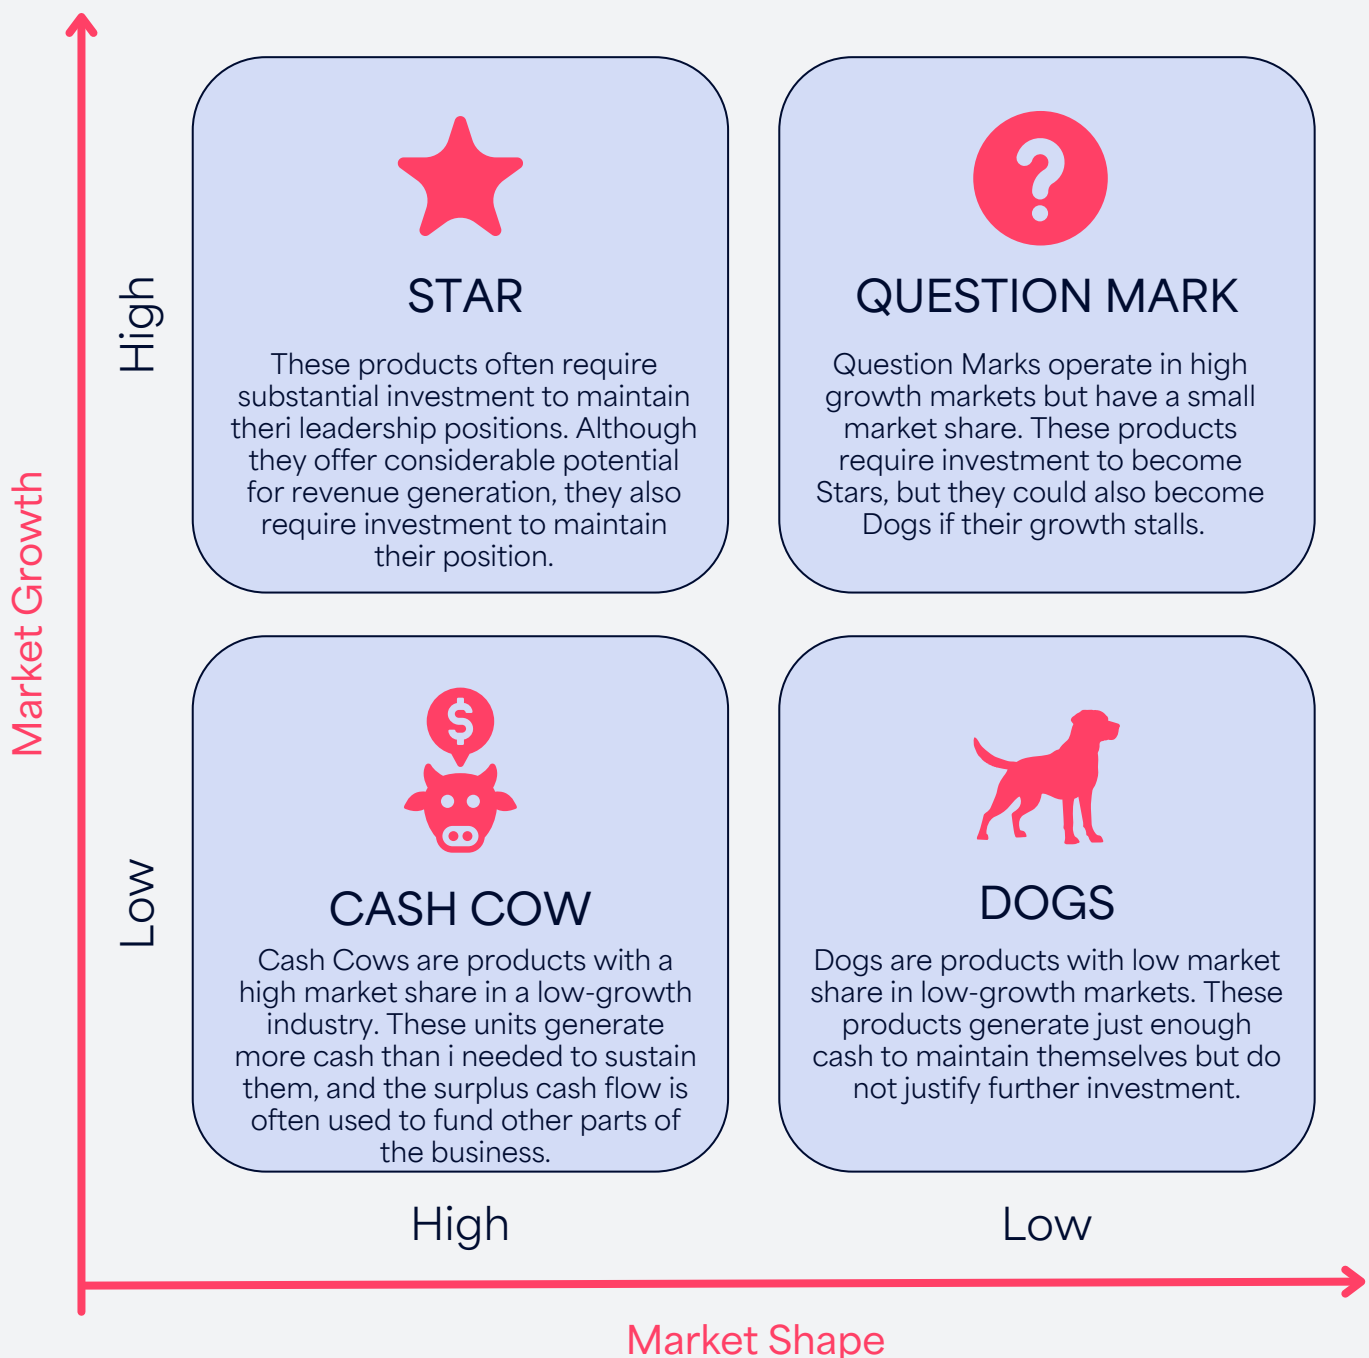 High
STAR
These products often require
substantial investment to maintain
theri leadership positions. Although
they offer considerable potential
for revenue generation, they also
require investment to maintain
their position.
QUESTION MARK
Question Marks operate in high
growth markets but have a small
market share. These products
require investment to become
Stars, but they could also become
Dogs if their growth stalls.
Market Growth
Low
$
CASH COW
Cash Cows are products with a
high market share in a low-growth
industry. These units generate
more cash than i needed to sustain
them, and the surplus cash flow is
often used to fund other parts of
the business.
DOGS
Dogs are products with low market
share in low-growth markets. These
products generate just enough
cash to maintain themselves but do
not justify further investment.
High
Low
Market Shape